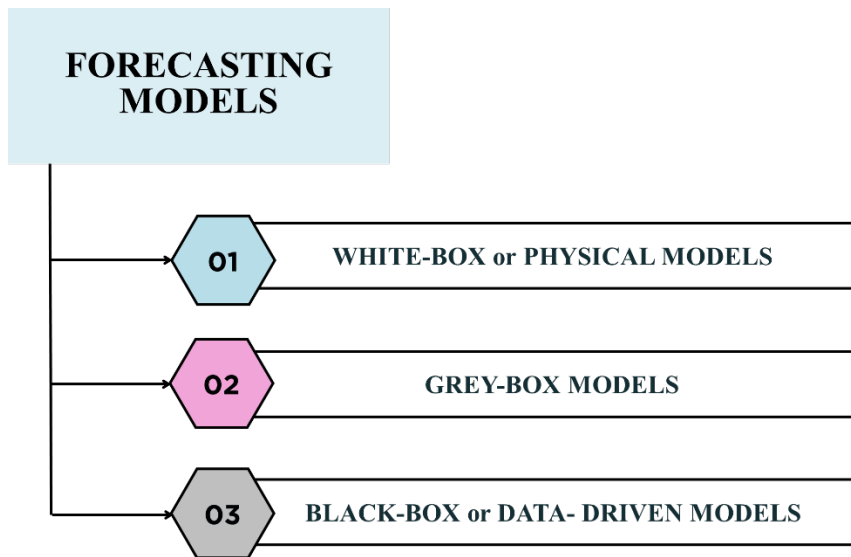 FORECASTING
MODELS
01
WHITE-BOX or PHYSICAL MODELS
02
GREY-BOX MODELS
03
BLACK-BOX or DATA- DRIVEN MODELS